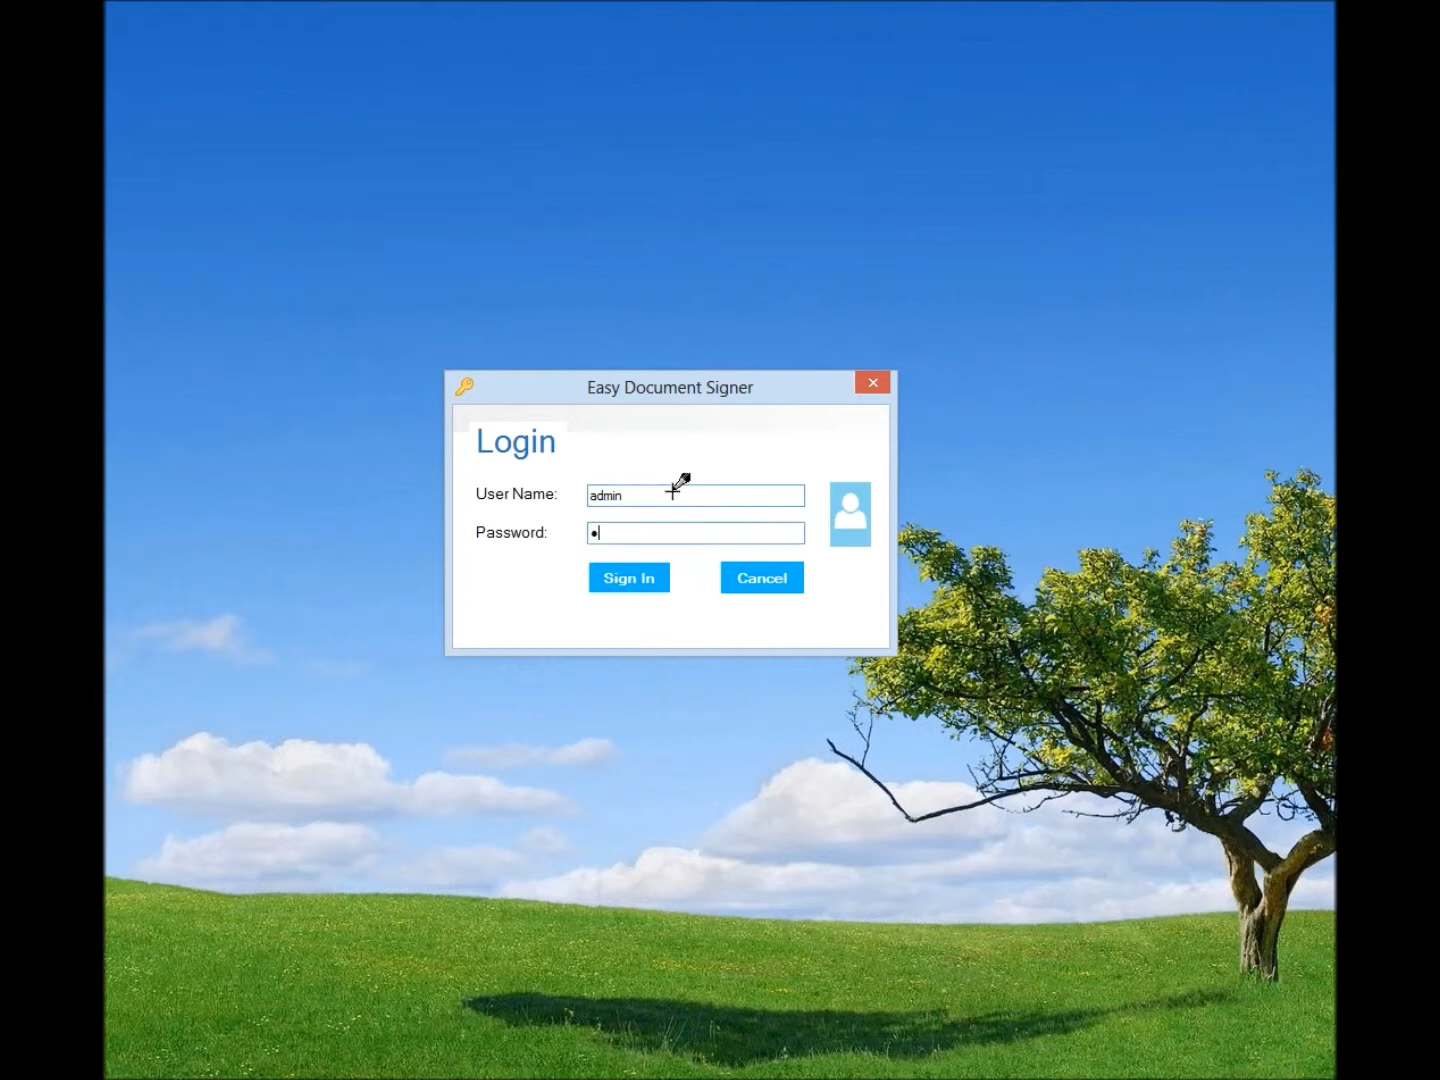 Easy Document Signer
Login
User Name:
admin
Password:
Sign In
Cancel